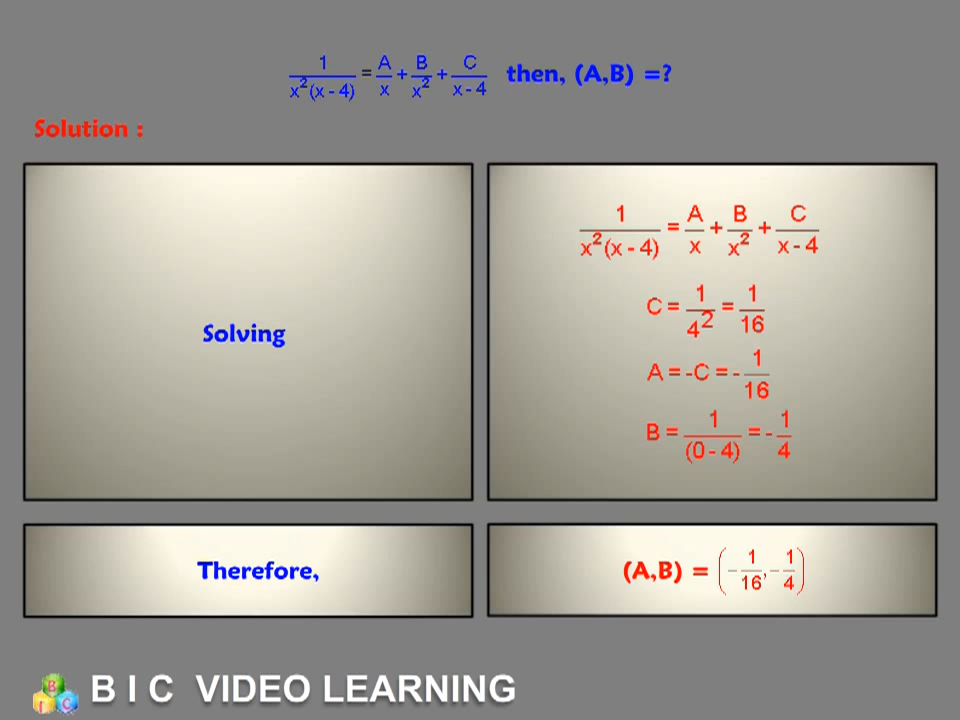 1/(x²(x - 4)) = A/x + B/x² + C/(x - 4) then, (A,B) =?
Solution :
Solving
1/(x²(x - 4)) = A/x + B/x² + C/(x - 4)
C = 1/4² = 1/16
A = -C = - 1/16
B = 1/(0 - 4) = - 1/4
Therefore,
(A,B) = (- 1/16, - 1/4)
B I C VIDEO LEARNING